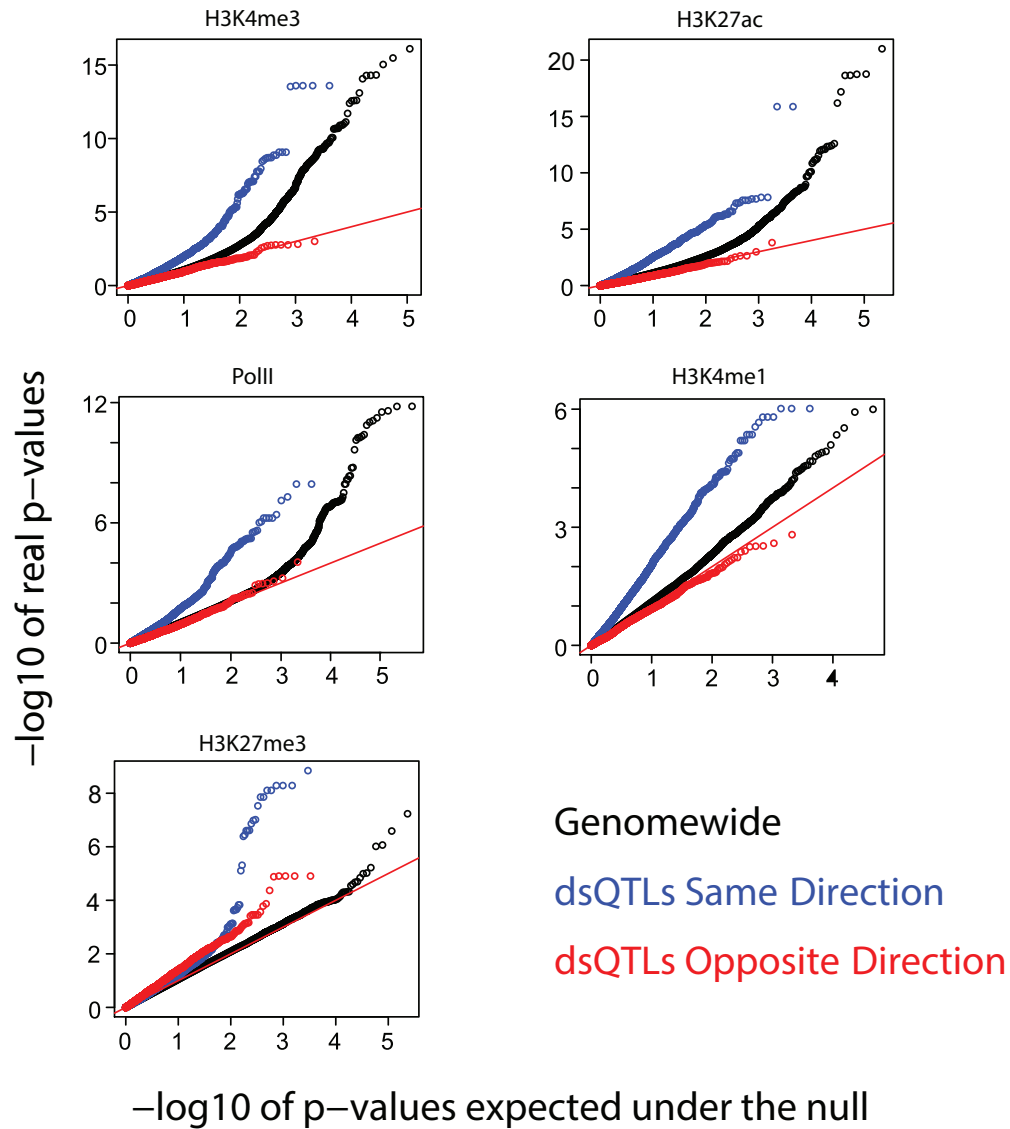 H3K4me3
15
10
5
0
0 1 2 3 4 5
H3K27ac
20
15
10
5
0
0 1 2 3 4 5
−log10 of real p−values
PolII
12
6
0
0 1 2 3 4 5
H3K4me1
6
3
0
0 1 2 3 4
H3K27me3
8
6
4
2
0
0 1 2 3 4 5
Genomewide
dsQTLs Same Direction
dsQTLs Opposite Direction
−log10 of p−values expected under the null